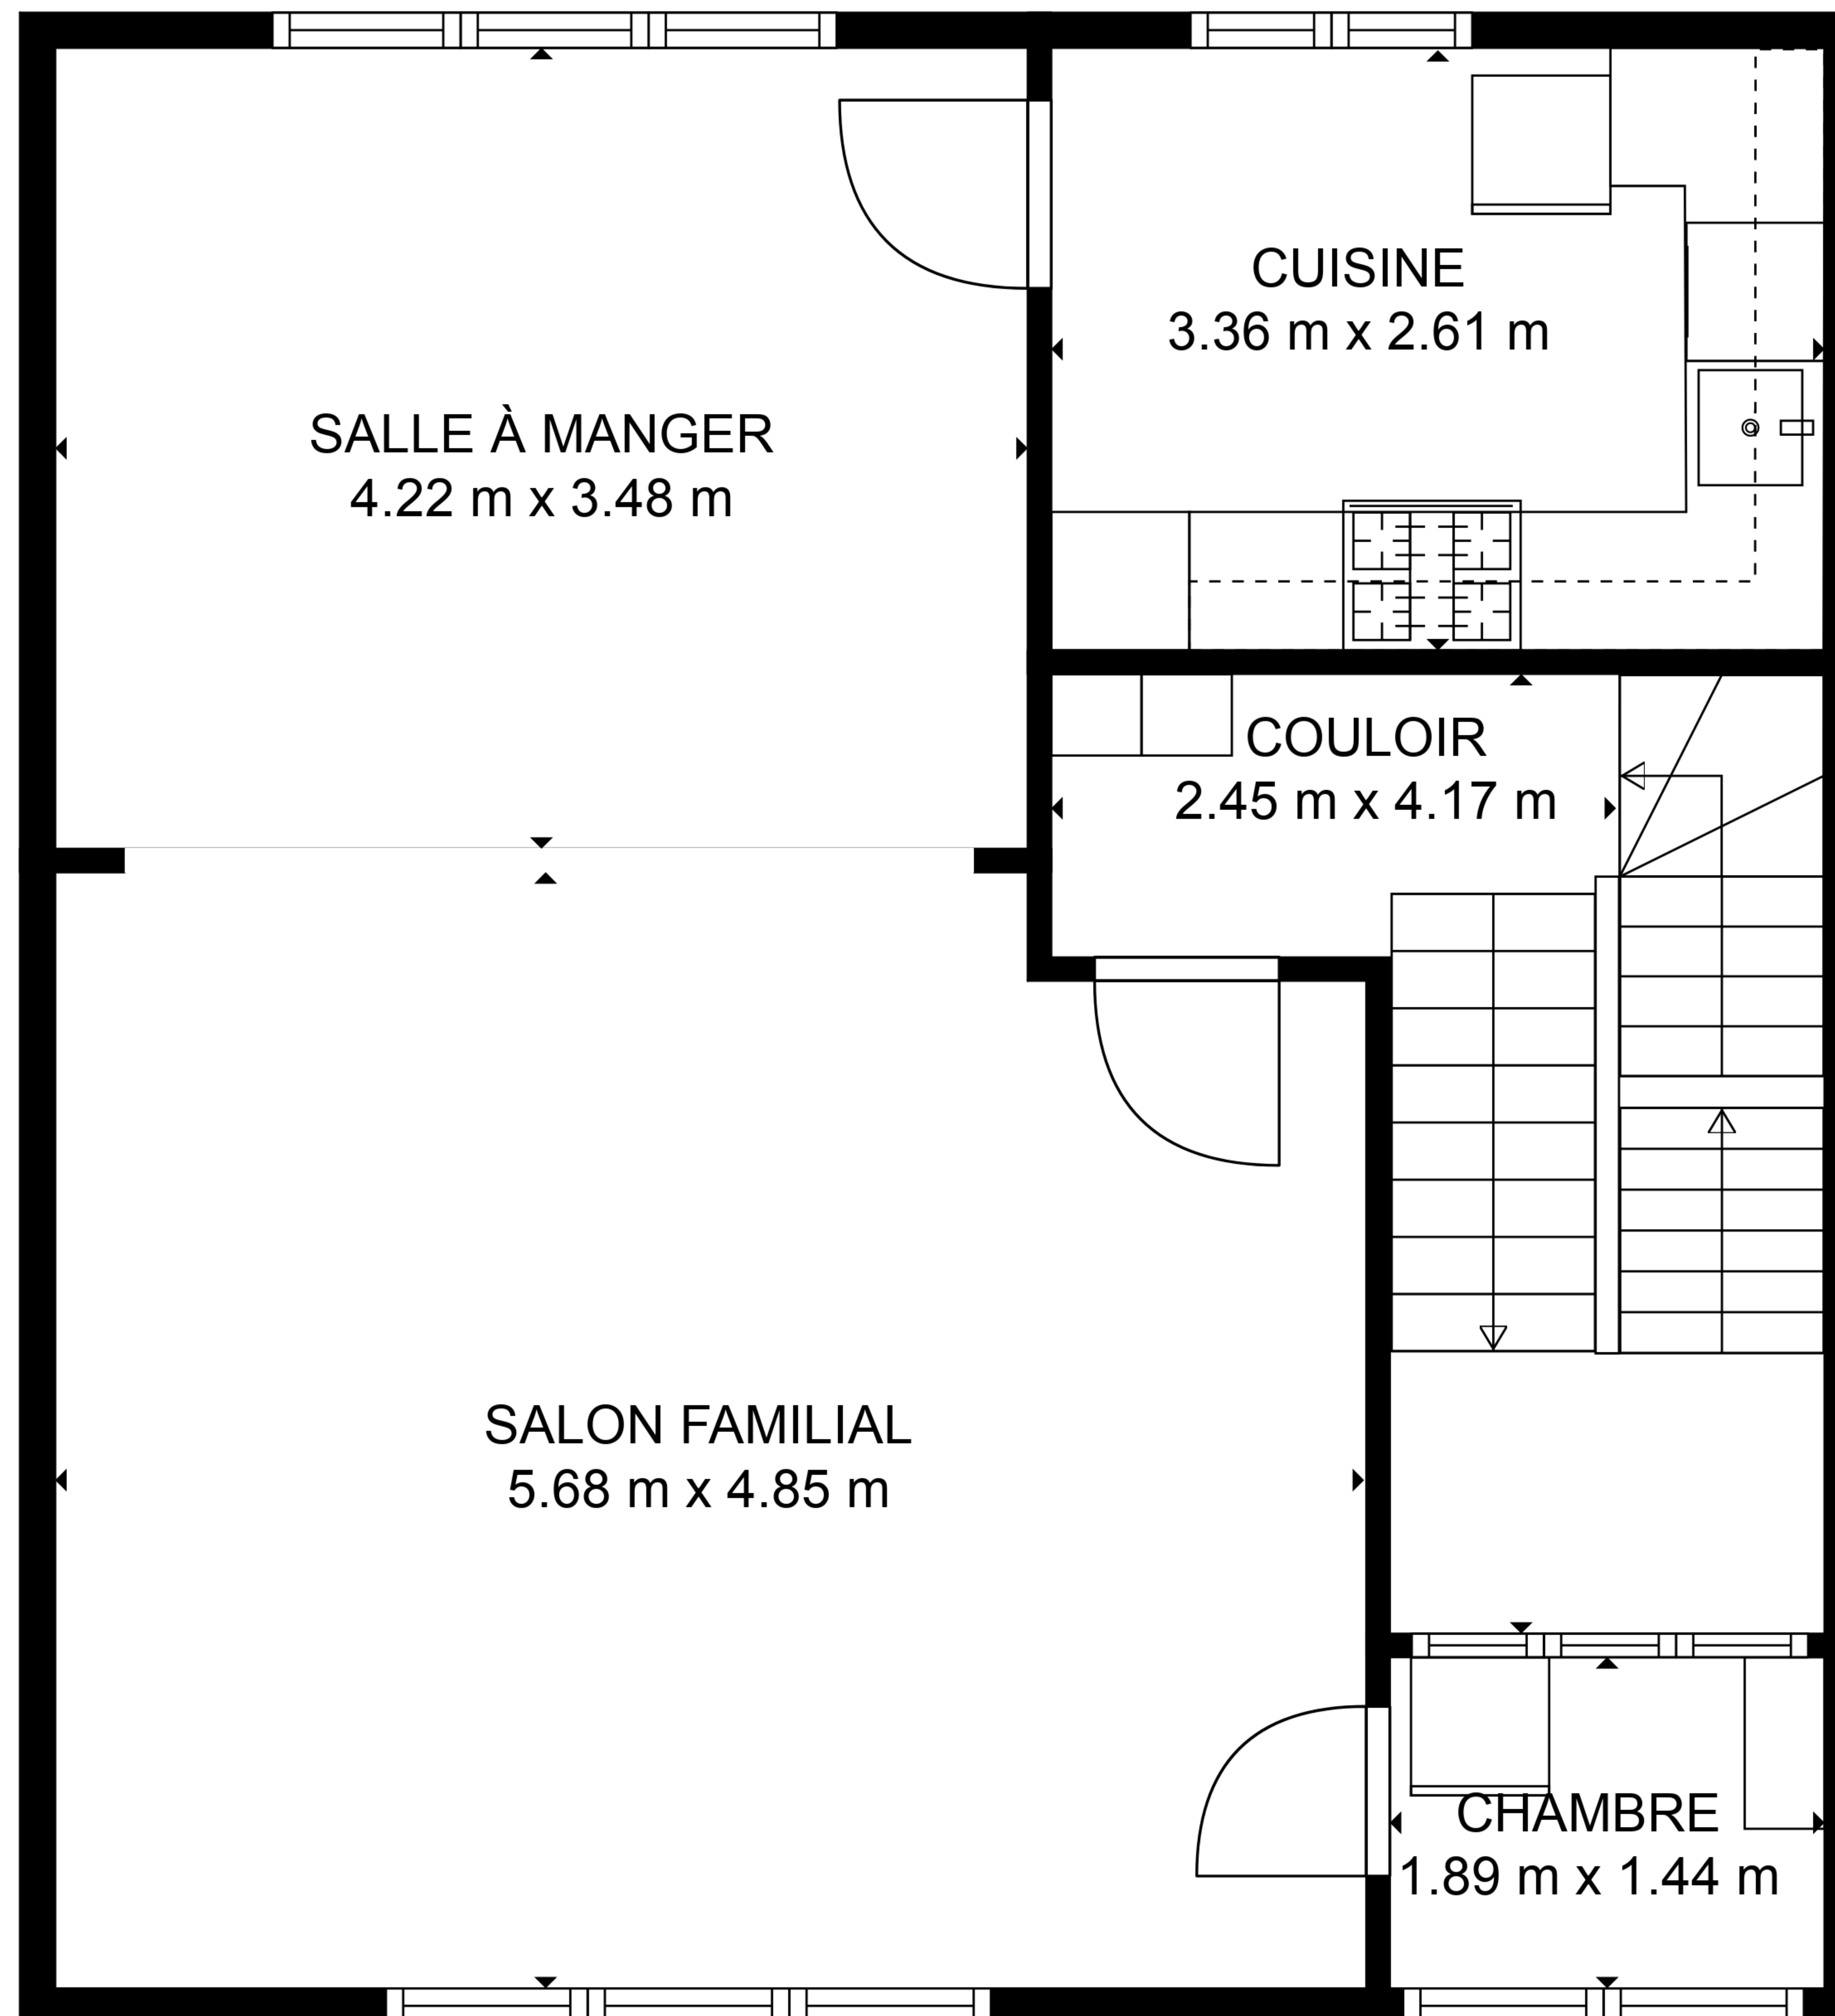 CUISINE
3.36 m x 2.61 m
SALLE À MANGER
4.22 m x 3.48 m
COULOIR
2.45 m x 4.17 m
SALON FAMILIAL
5.68 m x 4.85 m
CHAMBRE
1.89 m x 1.44 m